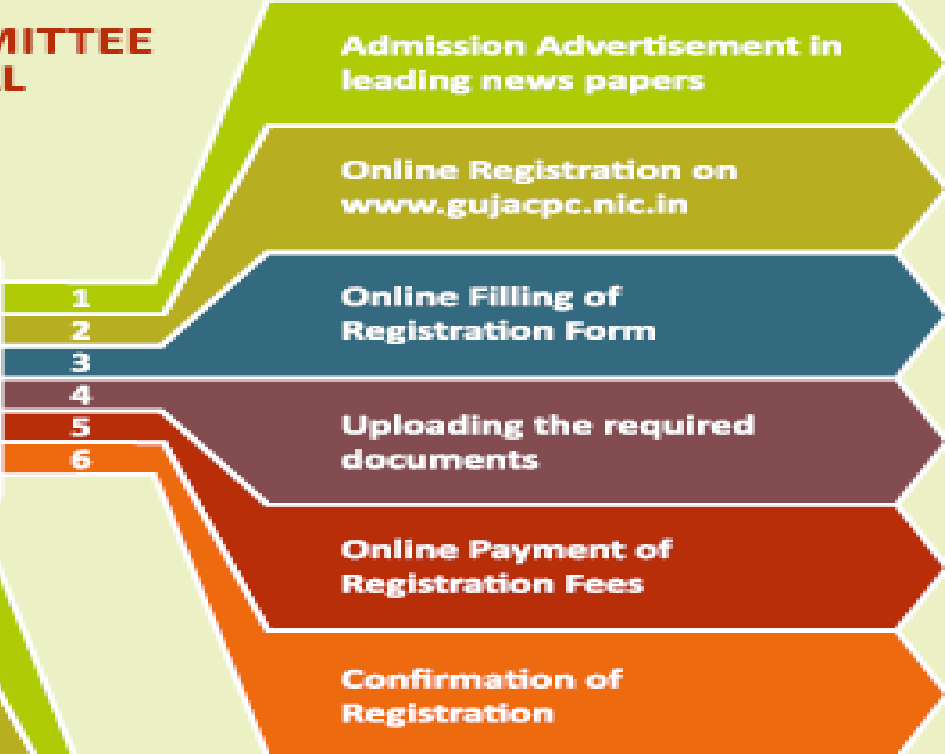 MITTEE
L
Admission Advertisement in
leading news papers
Online Registration on
www.gujacpc.nic.in
1
2
3
4
5
6
Online Filling of
Registration Form
Uploading the required
documents
Online Payment of
Registration Fees
Confirmation of
Registration